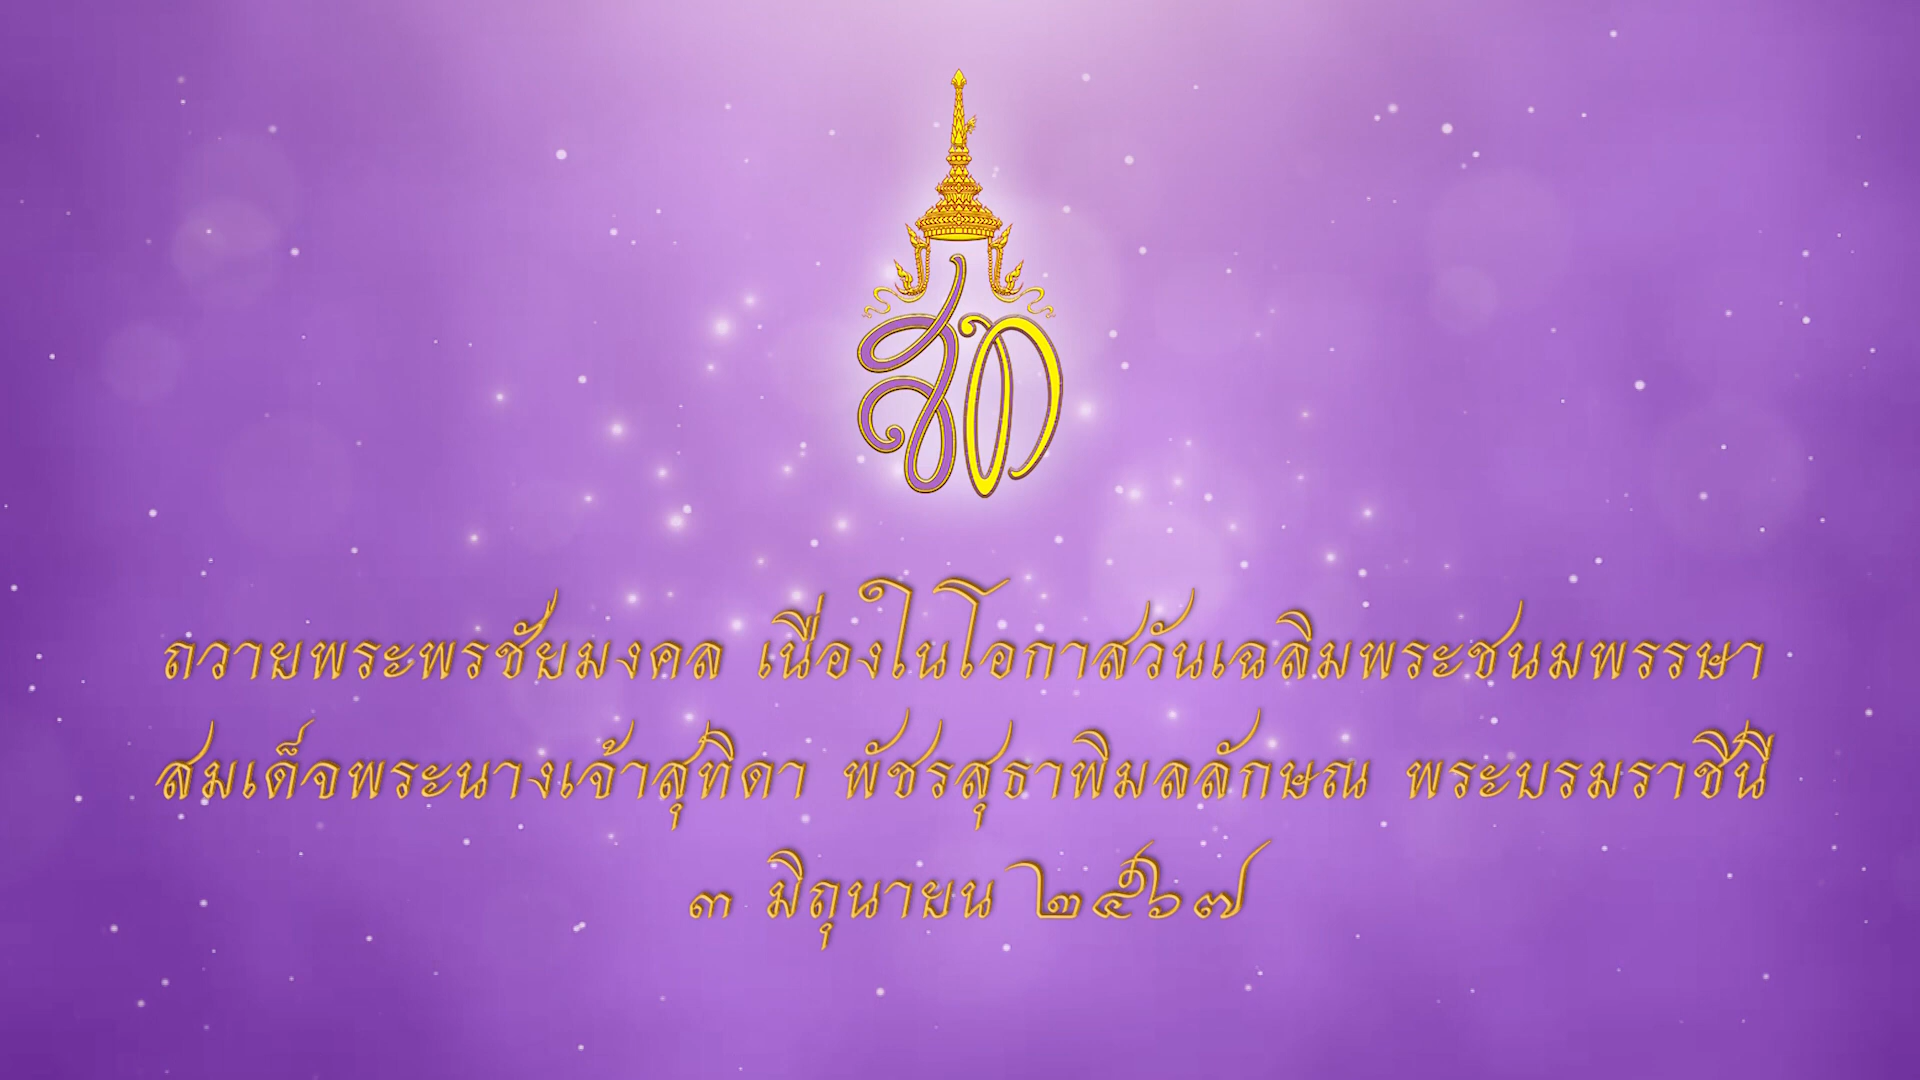 สท
ถวายพระพรชัยมงคล เนื่องในโอกาสวันเฉลิมพระชนมพรรษา
สมเด็จพระนางเจ้าสุทิดา พัชรสุธาพิมลลักษณ พระบรมราชินี
๓ มิถุนายน ๒๕๖๗